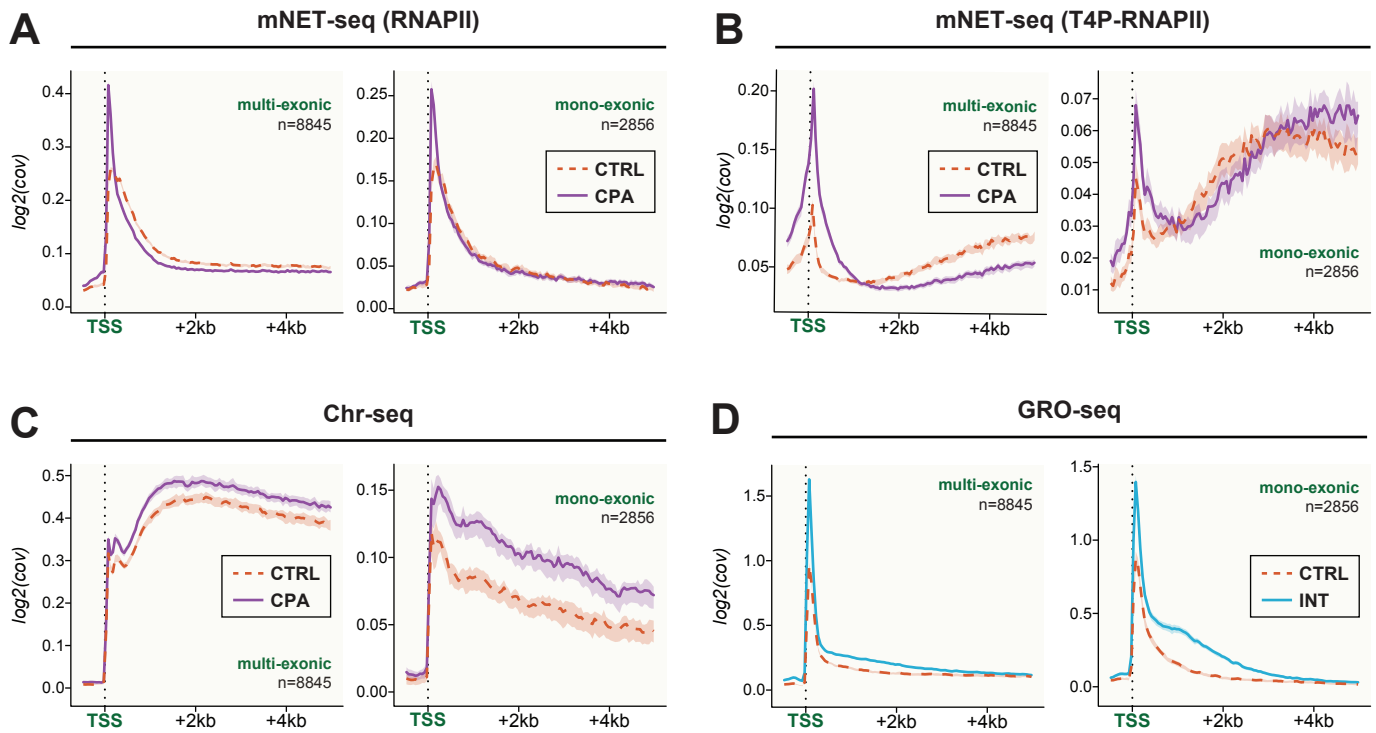 A
mNET-seq (RNAPII)
log2(cov)
0.4
0.3
0.2
0.1
0.0
multi-exonic
n=8845
TSS
+2kb
+4kb
0.25
0.20
0.15
0.10
0.05
0.00
mono-exonic
n=2856
CTRL
CPA
TSS
+2kb
+4kb
B
mNET-seq (T4P-RNAPII)
log2(cov)
0.20
0.15
0.10
0.05
multi-exonic
n=8845
CTRL
CPA
TSS
+2kb
+4kb
0.07
0.06
0.05
0.04
0.03
0.02
0.01
mono-exonic
n=2856
TSS
+2kb
+4kb
C
Chr-seq
log2(cov)
0.5
0.4
0.3
0.4
0.2
0.1
0.0
CTRL
CPA
multi-exonic
n=8845
TSS
+2kb
+4kb
0.15
0.10
0.05
0.00
mono-exonic
n=2856
TSS
+2kb
+4kb
D
GRO-seq
log2(cov)
1.5
1.0
0.5
0.0
multi-exonic
n=8845
TSS
+2kb
+4kb
1.5
1.0
0.5
0.0
mono-exonic
n=2856
CTRL
INT
TSS
+2kb
+4kb